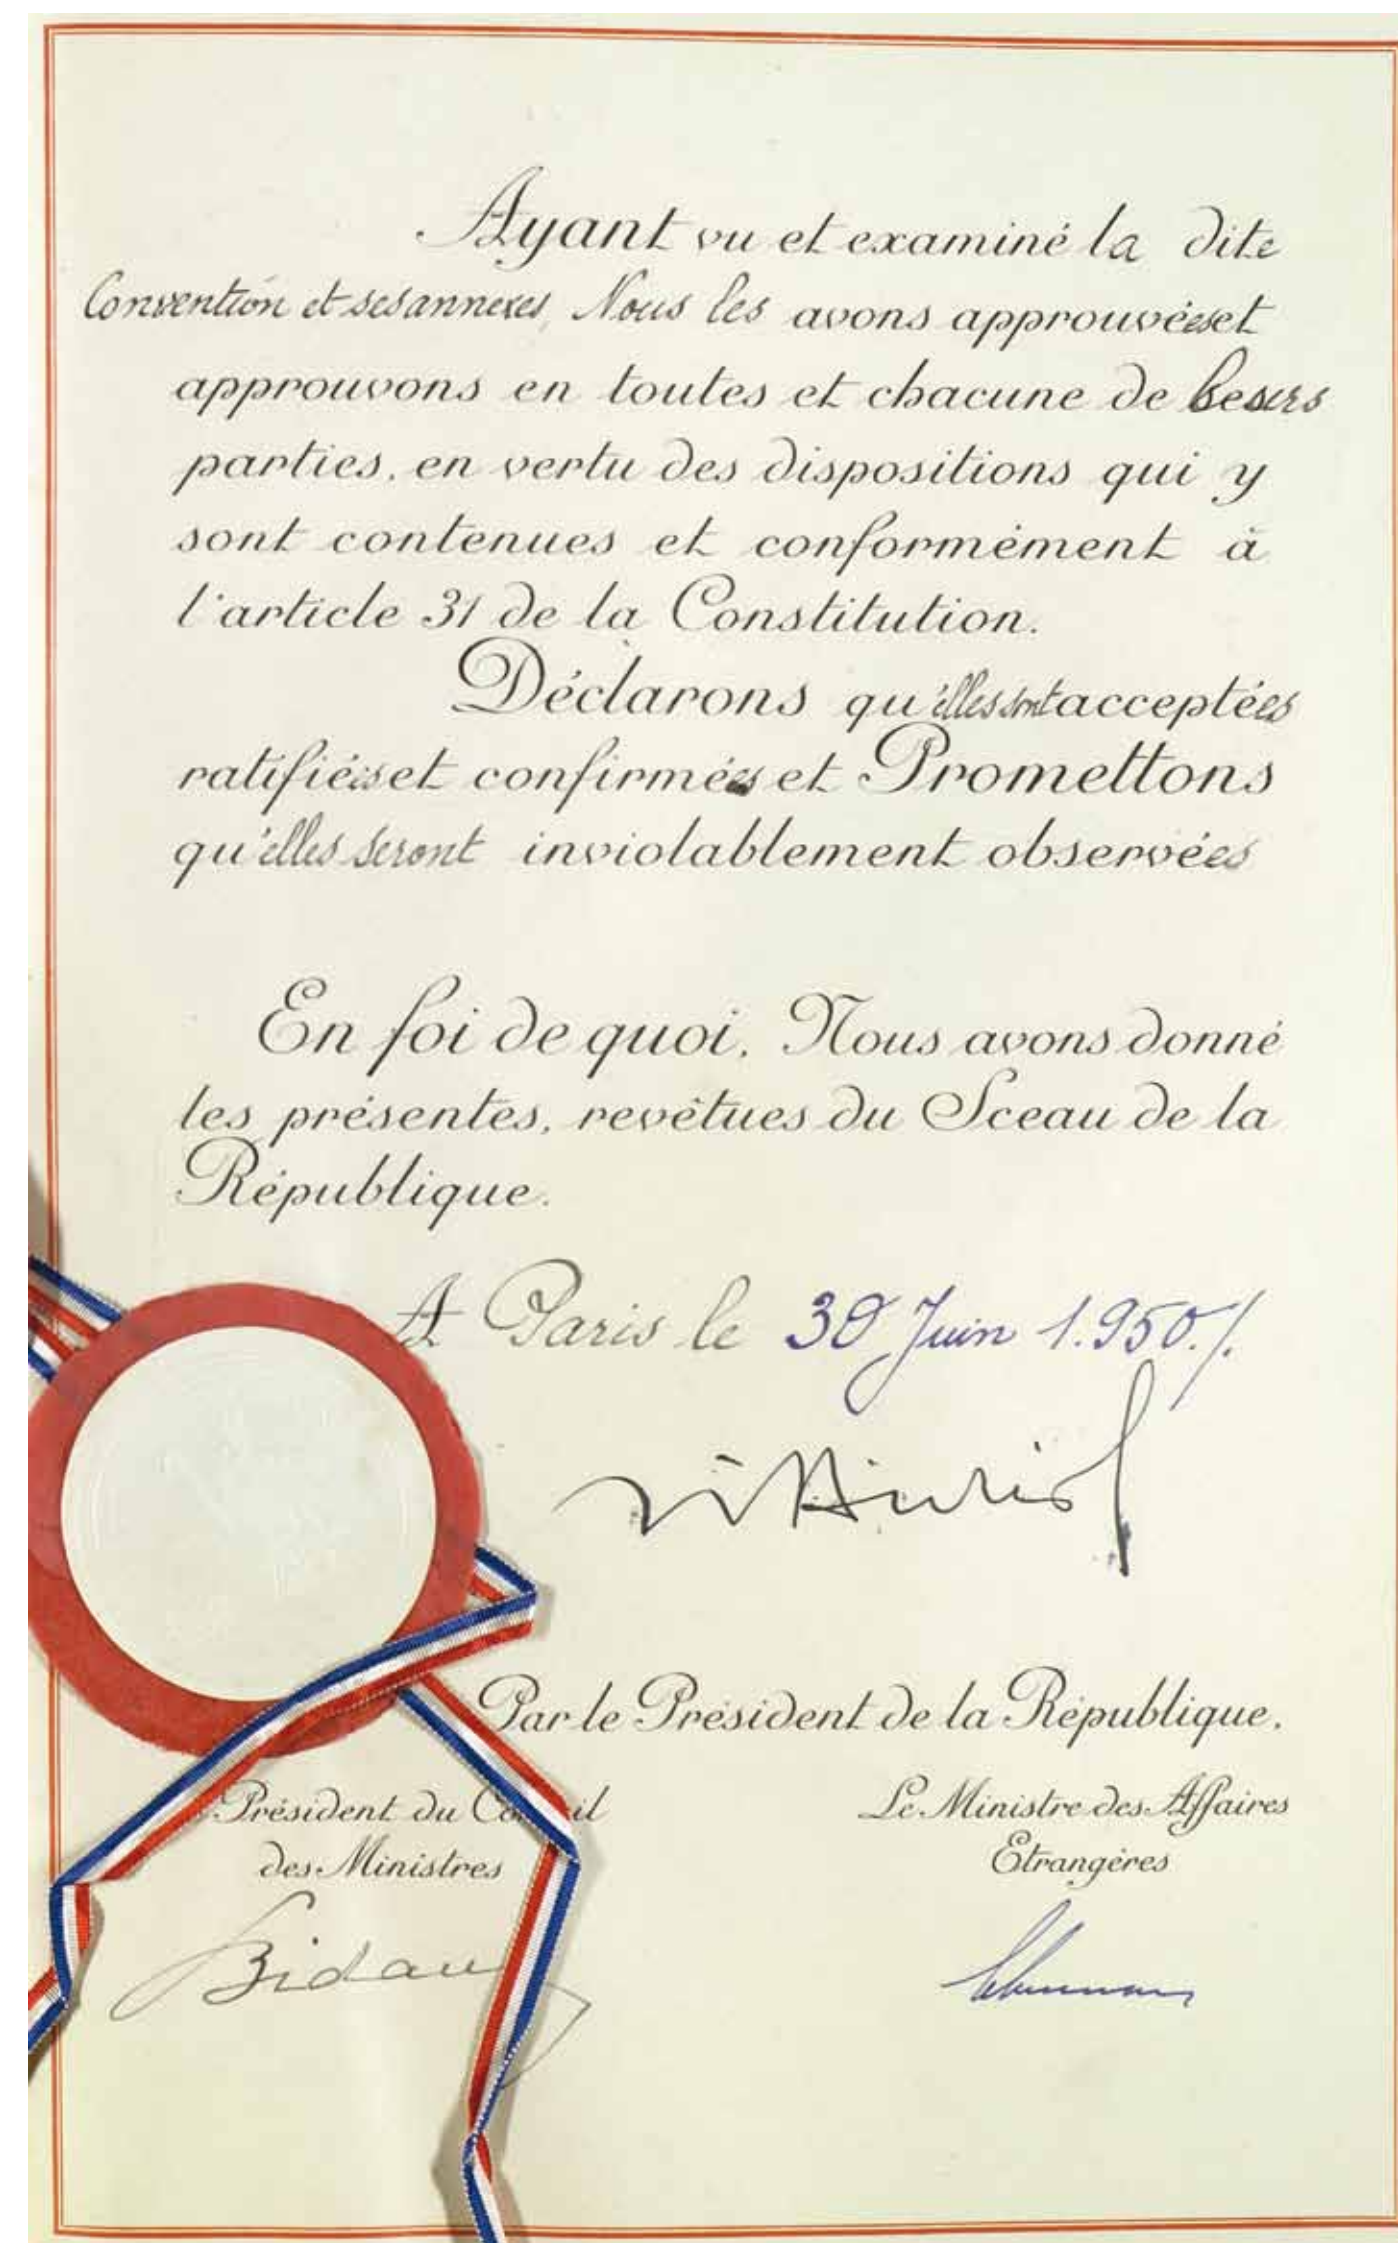 Ayant vu et examiné la dite
Convention et ses annexes, Nous les avons approuvées et
approuvons en toutes et chacune de leurs
parties, en vertu des dispositions qui y
sont contenues et conformément à
l'article 31 de la Constitution.
Déclarons qu'elles sont acceptées
ratifiées et confirmées et Promettons
qu'elles seront inviolablement observées
En foi de quoi, Nous avons donné
les présentes, revêtues du Sceau de la
République.
A Paris le 30 Juin 1.950./.
Par le Président de la République.
Président du
des Ministres
Bidau
Le Ministre des Affaires
Etrangères